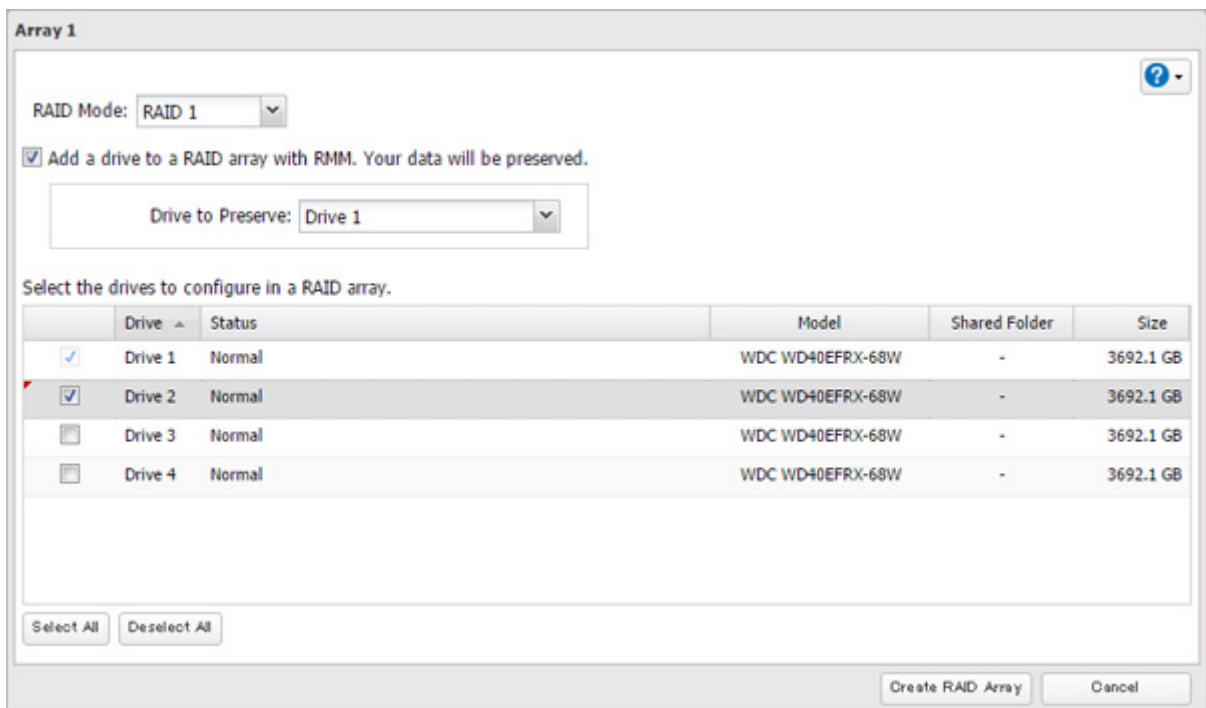 Array 1
?
RAID Mode: RAID 1
Add a drive to a RAID array with RMM. Your data will be preserved.
Drive to Preserve: Drive 1
Select the drives to configure in a RAID array.
Drive Status Model Shared Folder Size
Drive 1 Normal WDC WD40EFRX-68W - 3692.1 GB
Drive 2 Normal WDC WD40EFRX-68W - 3692.1 GB
Drive 3 Normal WDC WD40EFRX-68W - 3692.1 GB
Drive 4 Normal WDC WD40EFRX-68W - 3692.1 GB
Select All Deselect All
Create RAID Array Cancel